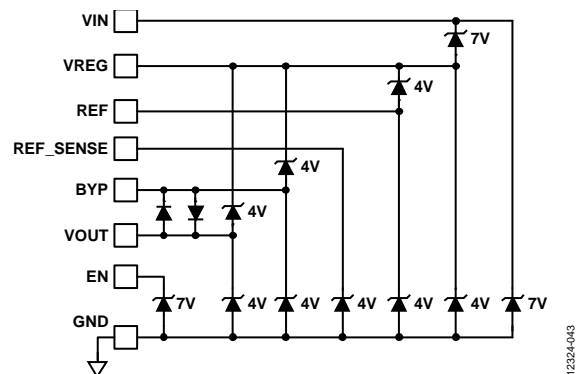 VIN
7V
VREG
4V
REF
REF_SENSE
4V
BYP
4V
VOUT
EN
7V
4V
4V
4V
4V
4V
7V
GND
12324-043